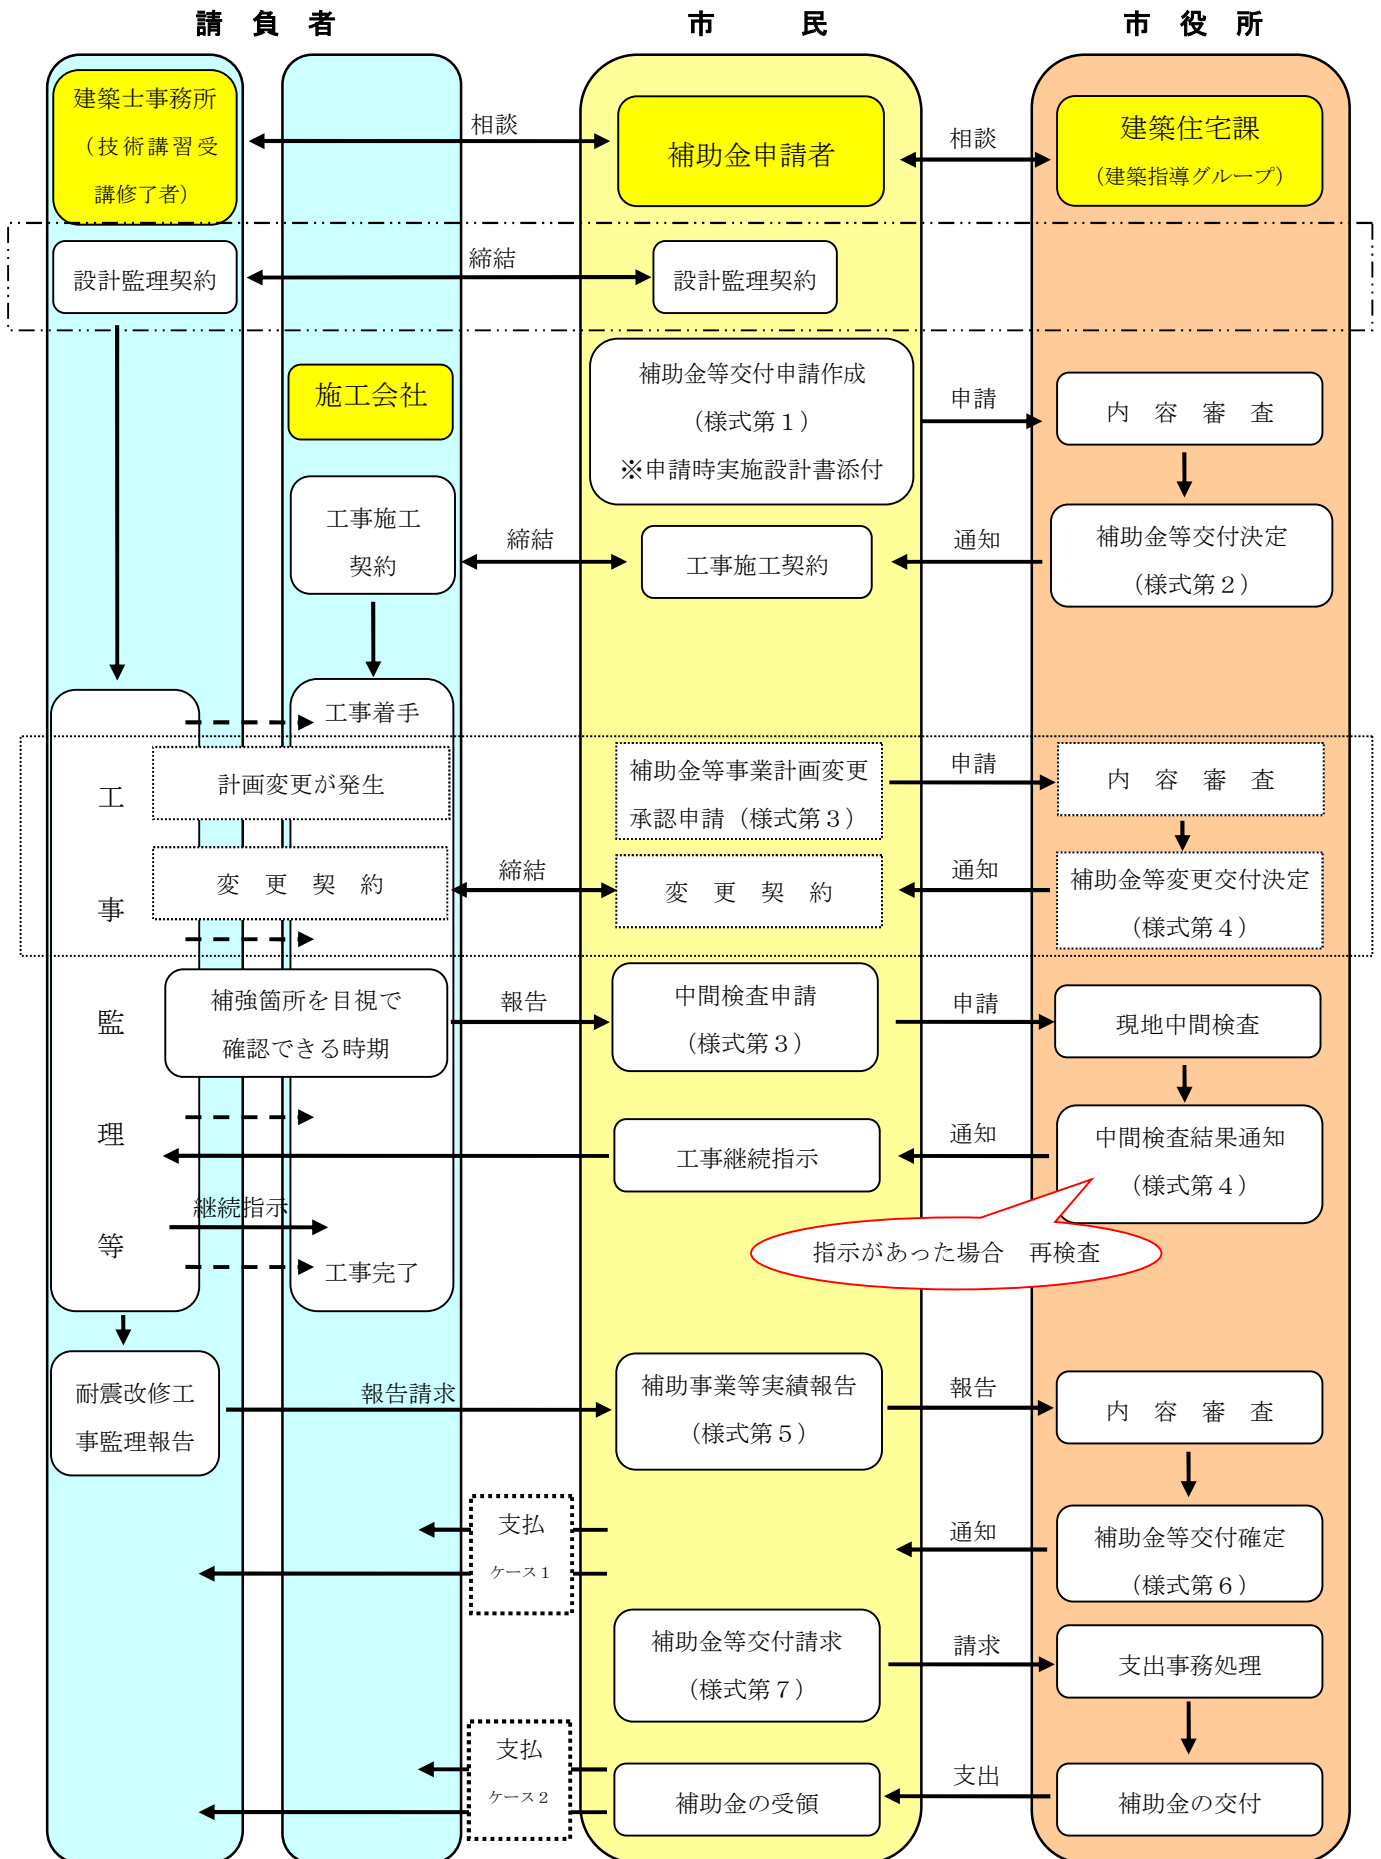 請 負 者
市 民
市 役 所
建築士事務所
（技術講習受
講修了者）
相談
補助金申請者
相談
建築住宅課
（建築指導グループ）
設計監理契約
締結
設計監理契約
施工会社
補助金等交付申請作成
（様式第１）
※申請時実施設計書添付
申請
内 容 審 査
工事施工
契約
締結
工事施工契約
通知
補助金等交付決定
（様式第２）
工事着手
工
事
監
理
等
計画変更が発生
補助金等事業計画変更
承認申請（様式第３）
申請
内 容 審 査
変 更 契 約
締結
変 更 契 約
通知
補助金等変更交付決定
（様式第４）
補強箇所を目視で
確認できる時期
報告
中間検査申請
（様式第３）
申請
現地中間検査
工事継続指示
通知
中間検査結果通知
（様式第４）
継続指示
指示があった場合　再検査
工事完了
耐震改修工
事監理報告
報告請求
補助事業等実績報告
（様式第５）
報告
内 容 審 査
支払
ケース１
通知
補助金等交付確定
（様式第６）
補助金等交付請求
（様式第７）
請求
支出事務処理
支払
ケース２
補助金の受領
支出
補助金の交付